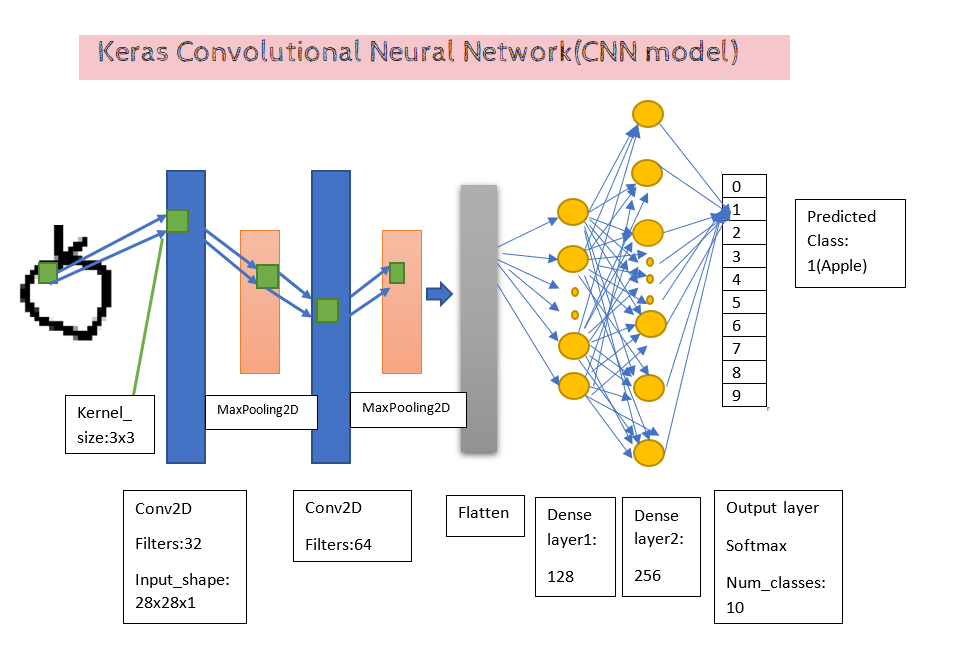 Keras Convolutional Neural Network(CNN model)
0
1
2
3
4
5
6
7
8
9
Predicted
Class:
1(Apple)
Kernel_
size:3x3
MaxPooling2D
MaxPooling2D
Conv2D
Filters:32
Input_shape:
28x28x1
Conv2D
Filters:64
Flatten
Dense
layer1:
128
Dense
layer2:
256
Output layer
Softmax
Num_classes:
10